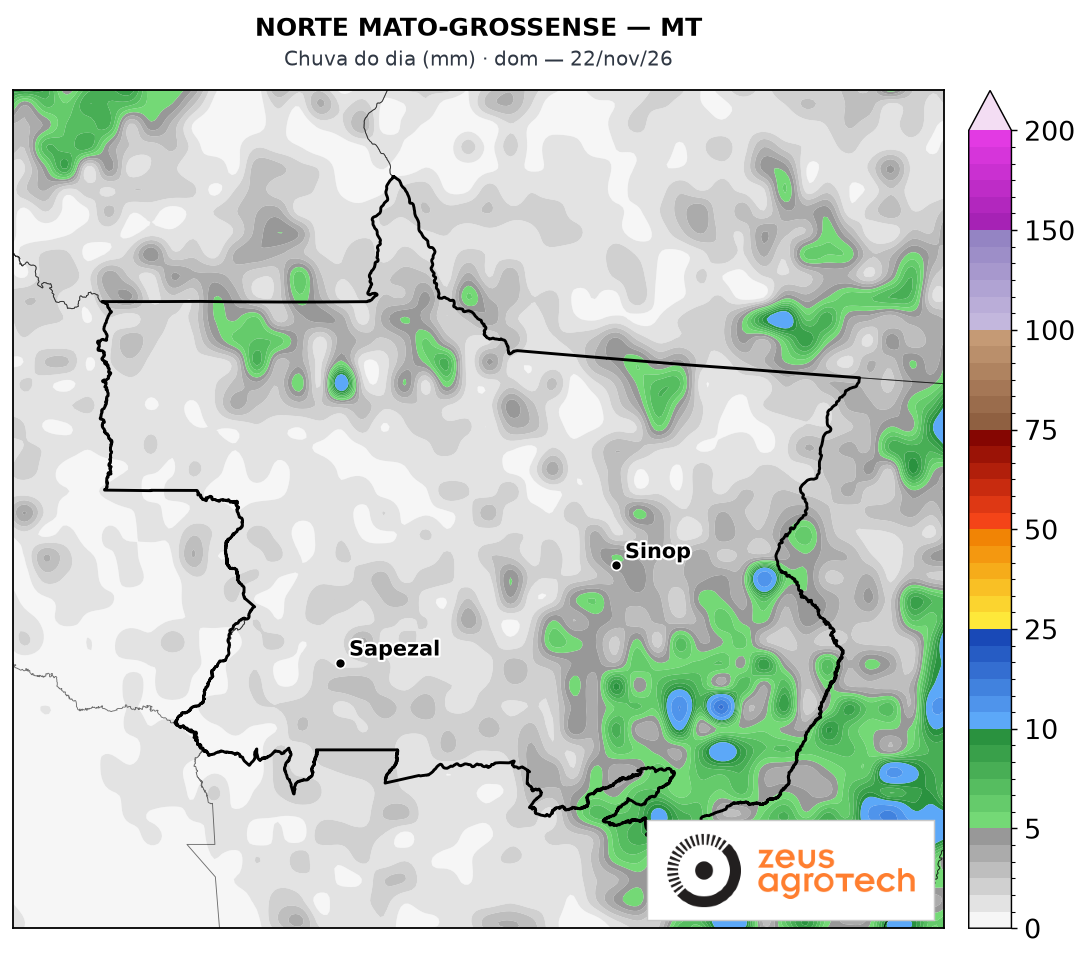 NORTE MATO-GROSSENSE — MT
Chuva do dia (mm) · dom — 22/nov/26
200
150
100
75
50
25
10
5
0
Sinop
Sapezal
zeus
agrotech